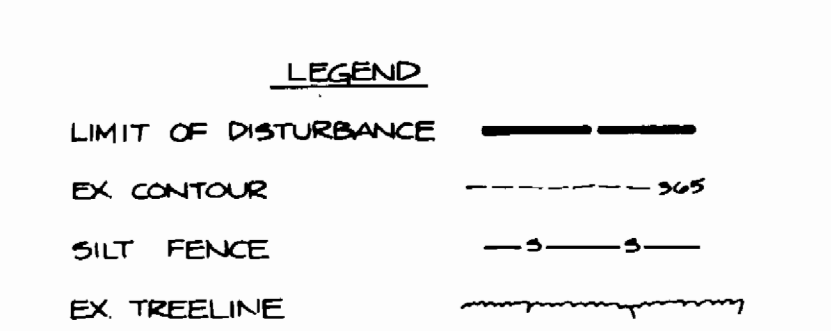 LEGEND
LIMIT OF DISTURBANCE
EX. CONTOUR 365
SILT FENCE S S
EX. TREELINE